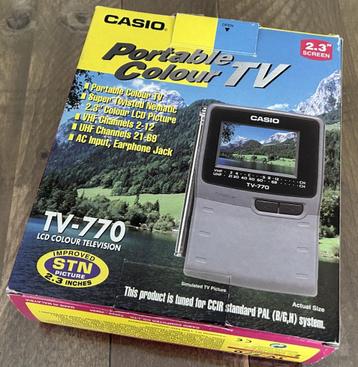 CASIO
OPEN
2.3"
SCREEN
Portable
Colour TV
Portable Colour TV
Super Twisted Nematic
2.3" Colour LCD Picture
VHF Channels 2-12
UHF Channels 21-69
AC Input, Earphone Jack
CASIO
TV-770
TV-770
LCD COLOUR TELEVISION
IMPROVED
STN
PICTURE
2.3 INCHES
Simulated TV Picture
Actual Size
This product is tuned for CCIR standard PAL (B/G,H) system.